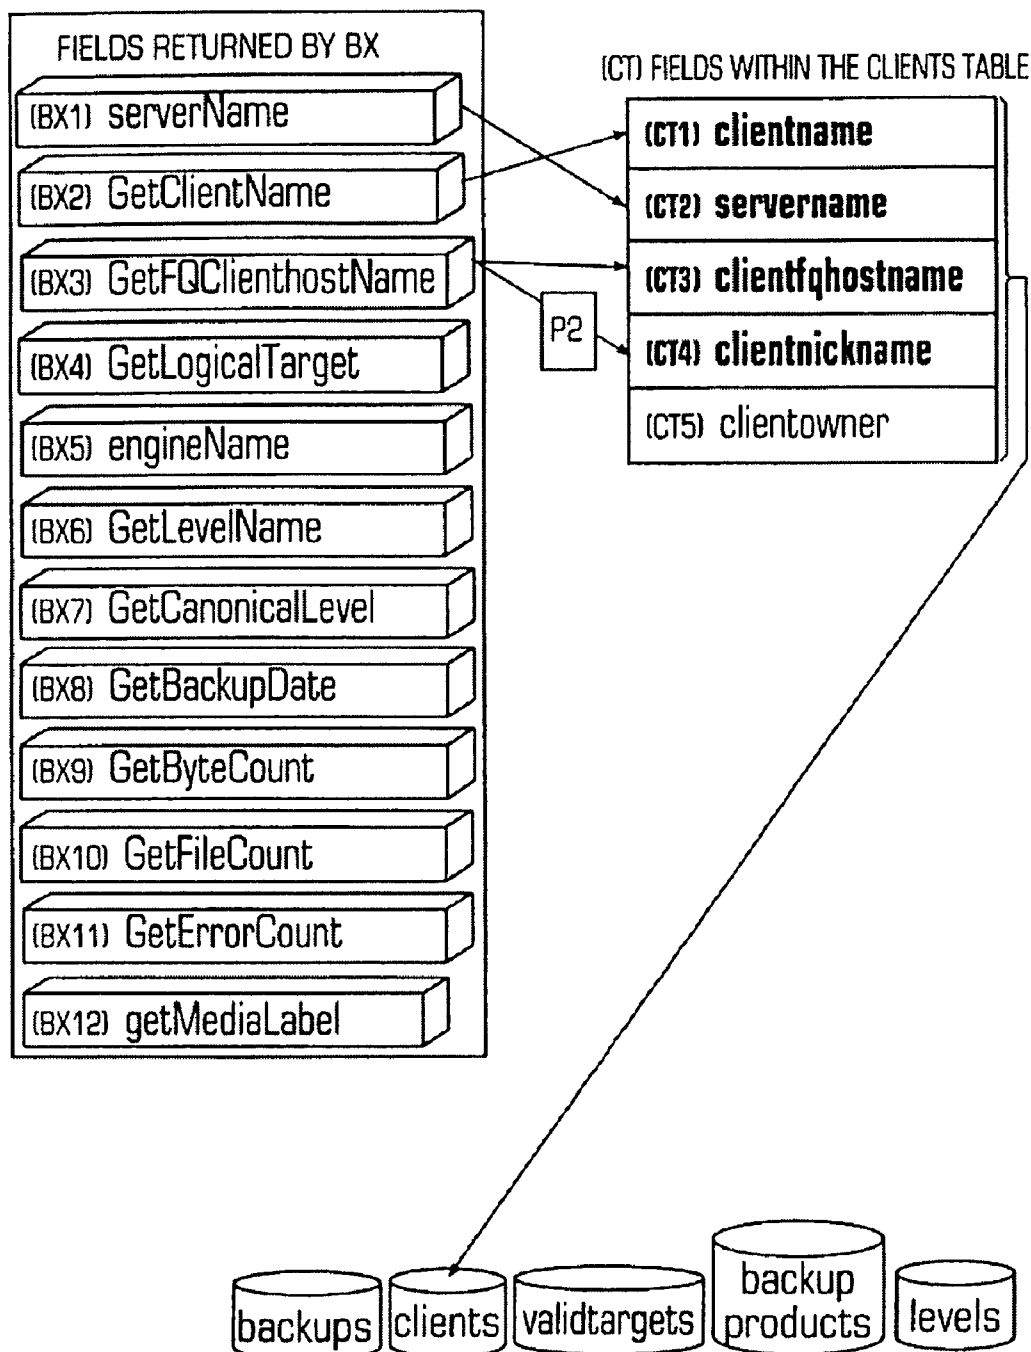 FIELDS RETURNED BY BX
(BX1) serverName
(BX2) GetClientName
(BX3) GetFQClienthostName
(BX4) GetLogicalTarget
(BX5) engineName
(BX6) GetLevelName
(BX7) GetCanonicalLevel
(BX8) GetBackupDate
(BX9) GetByteCount
(BX10) GetFileCount
(BX11) GetErrorCount
(BX12) getMediaLabel
P2
(CT) FIELDS WITHIN THE CLIENTS TABLE
(CT1) clientname
(CT2) servername
(CT3) clientfqhostname
(CT4) clientnickname
(CT5) clientowner
backups
clients
validtargets
backup
products
levels